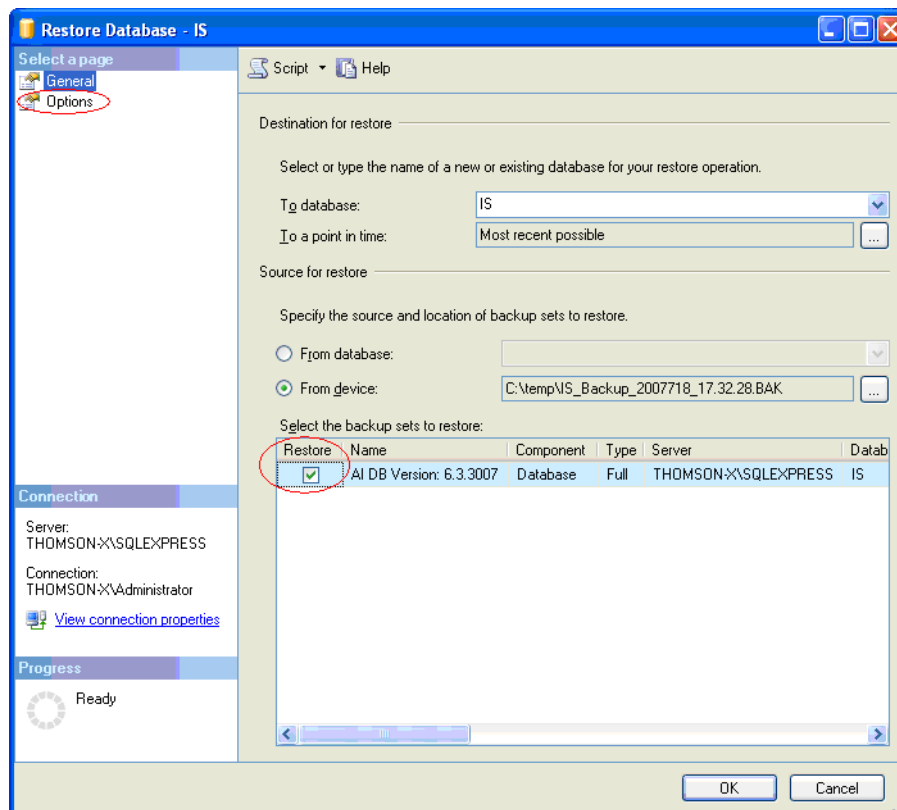 Restore Database - IS
Select a page
General
Options
Script Help
Destination for restore
Select or type the name of a new or existing database for your restore operation.
To database: IS
To a point in time: Most recent possible ...
Source for restore
Specify the source and location of backup sets to restore.
From database:
From device: C:\temp\IS_Backup_2007718_17.32.28.BAK ...
Select the backup sets to restore:
Restore Name Component Type Server Datab
AI DB Version: 6.3.3007 Database Full THOMSON-X\SQLEXPRESS IS
Connection
Server:
THOMSON-X\SQLEXPRESS
Connection:
THOMSON-X\Administrator
View connection properties
Progress
Ready
OK Cancel